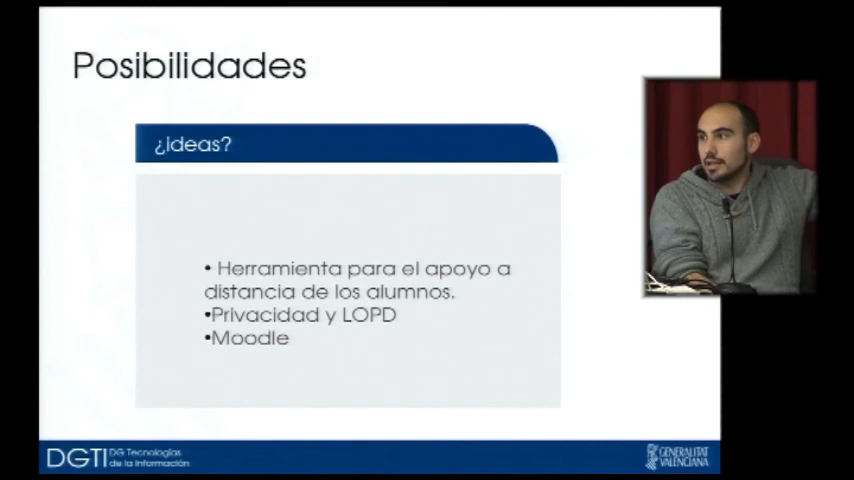 Posibilidades
¿Ideas?
• Herramienta para el apoyo a
distancia de los alumnos.
•Privacidad y LOPD
•Moodle
DGTI DG Tecnologías
de la Información
GENERALITAT
VALENCIANA